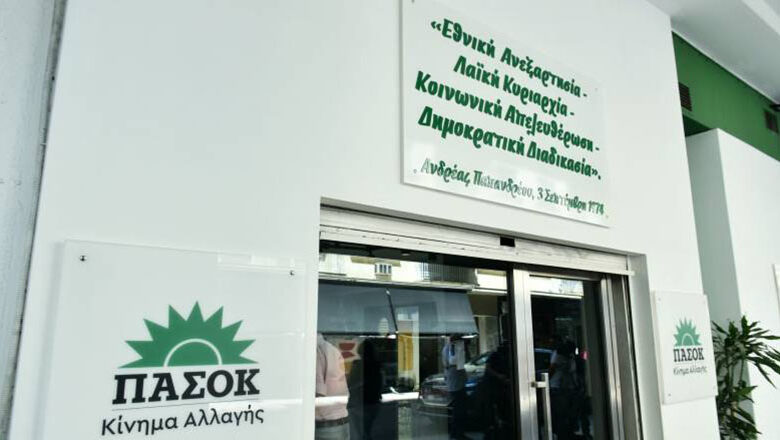 «Εθνική Ανεξαρτησία -
Λαϊκή Κυριαρχία -
Κοινωνική Απελευθέρωση -
Δημοκρατική Διαδικασία».
Ανδρέας Παπανδρέου, 3 Σεπτέμβρη 1974
ΠΑΣΟΚ
Κίνημα Αλλαγής
ΠΑΣΟΚ
Κίνημα Αλλαγής